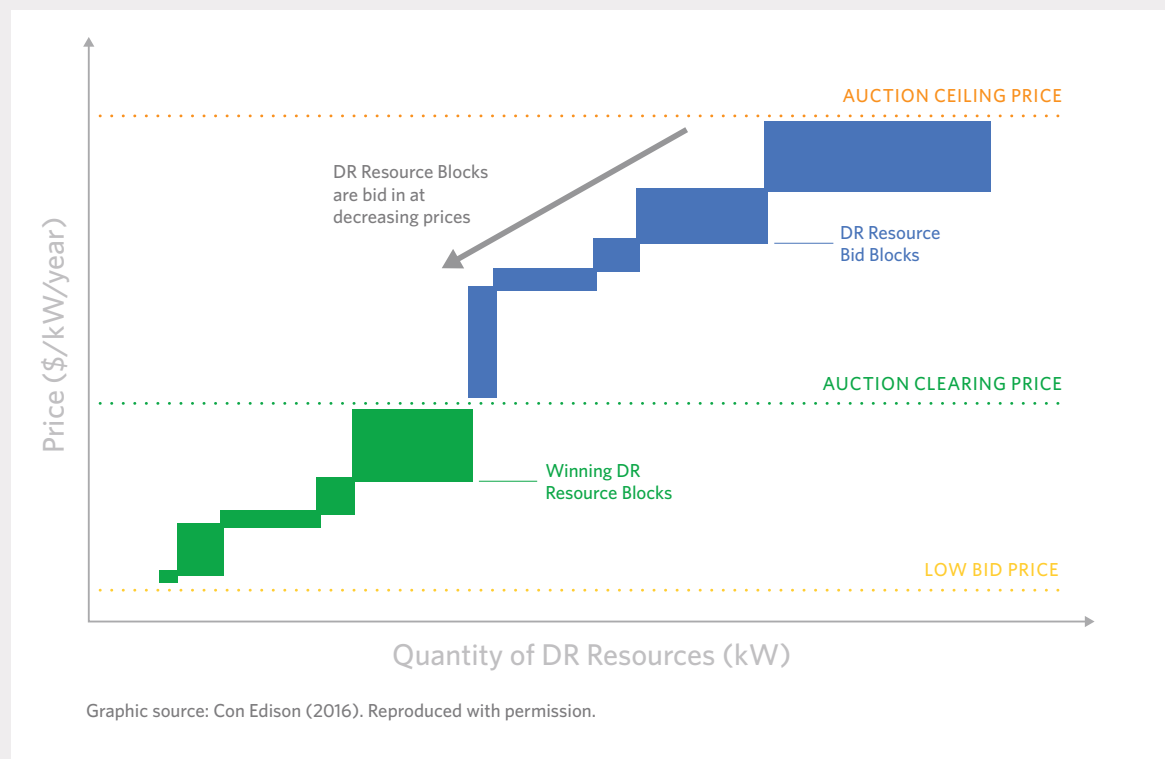 AUCTION CEILING PRICE
DR Resource Blocks
are bid in at
decreasing prices
DR Resource
Bid Blocks
Price ($/kW/year)
AUCTION CLEARING PRICE
Winning DR
Resource Blocks
LOW BID PRICE
Quantity of DR Resources (kW)
Graphic source: Con Edison (2016). Reproduced with permission.